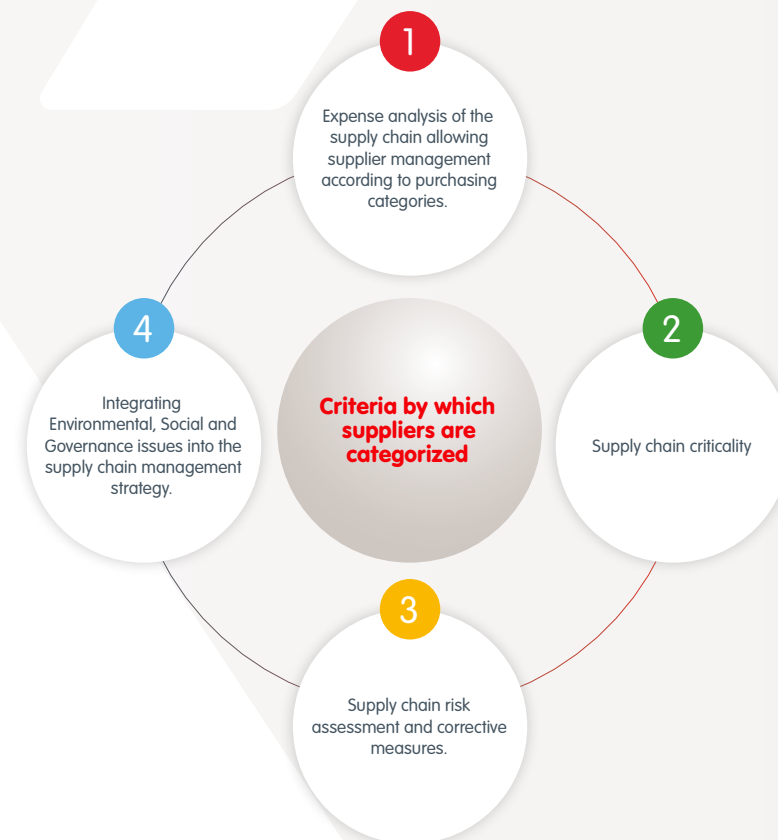 1
Expense analysis of the
supply chain allowing
supplier management
according to purchasing
categories.
2
Supply chain criticality
3
Supply chain risk
assessment and corrective
measures.
4
Integrating
Environmental, Social and
Governance issues into the
supply chain management
strategy.
Criteria by which
suppliers are
categorized